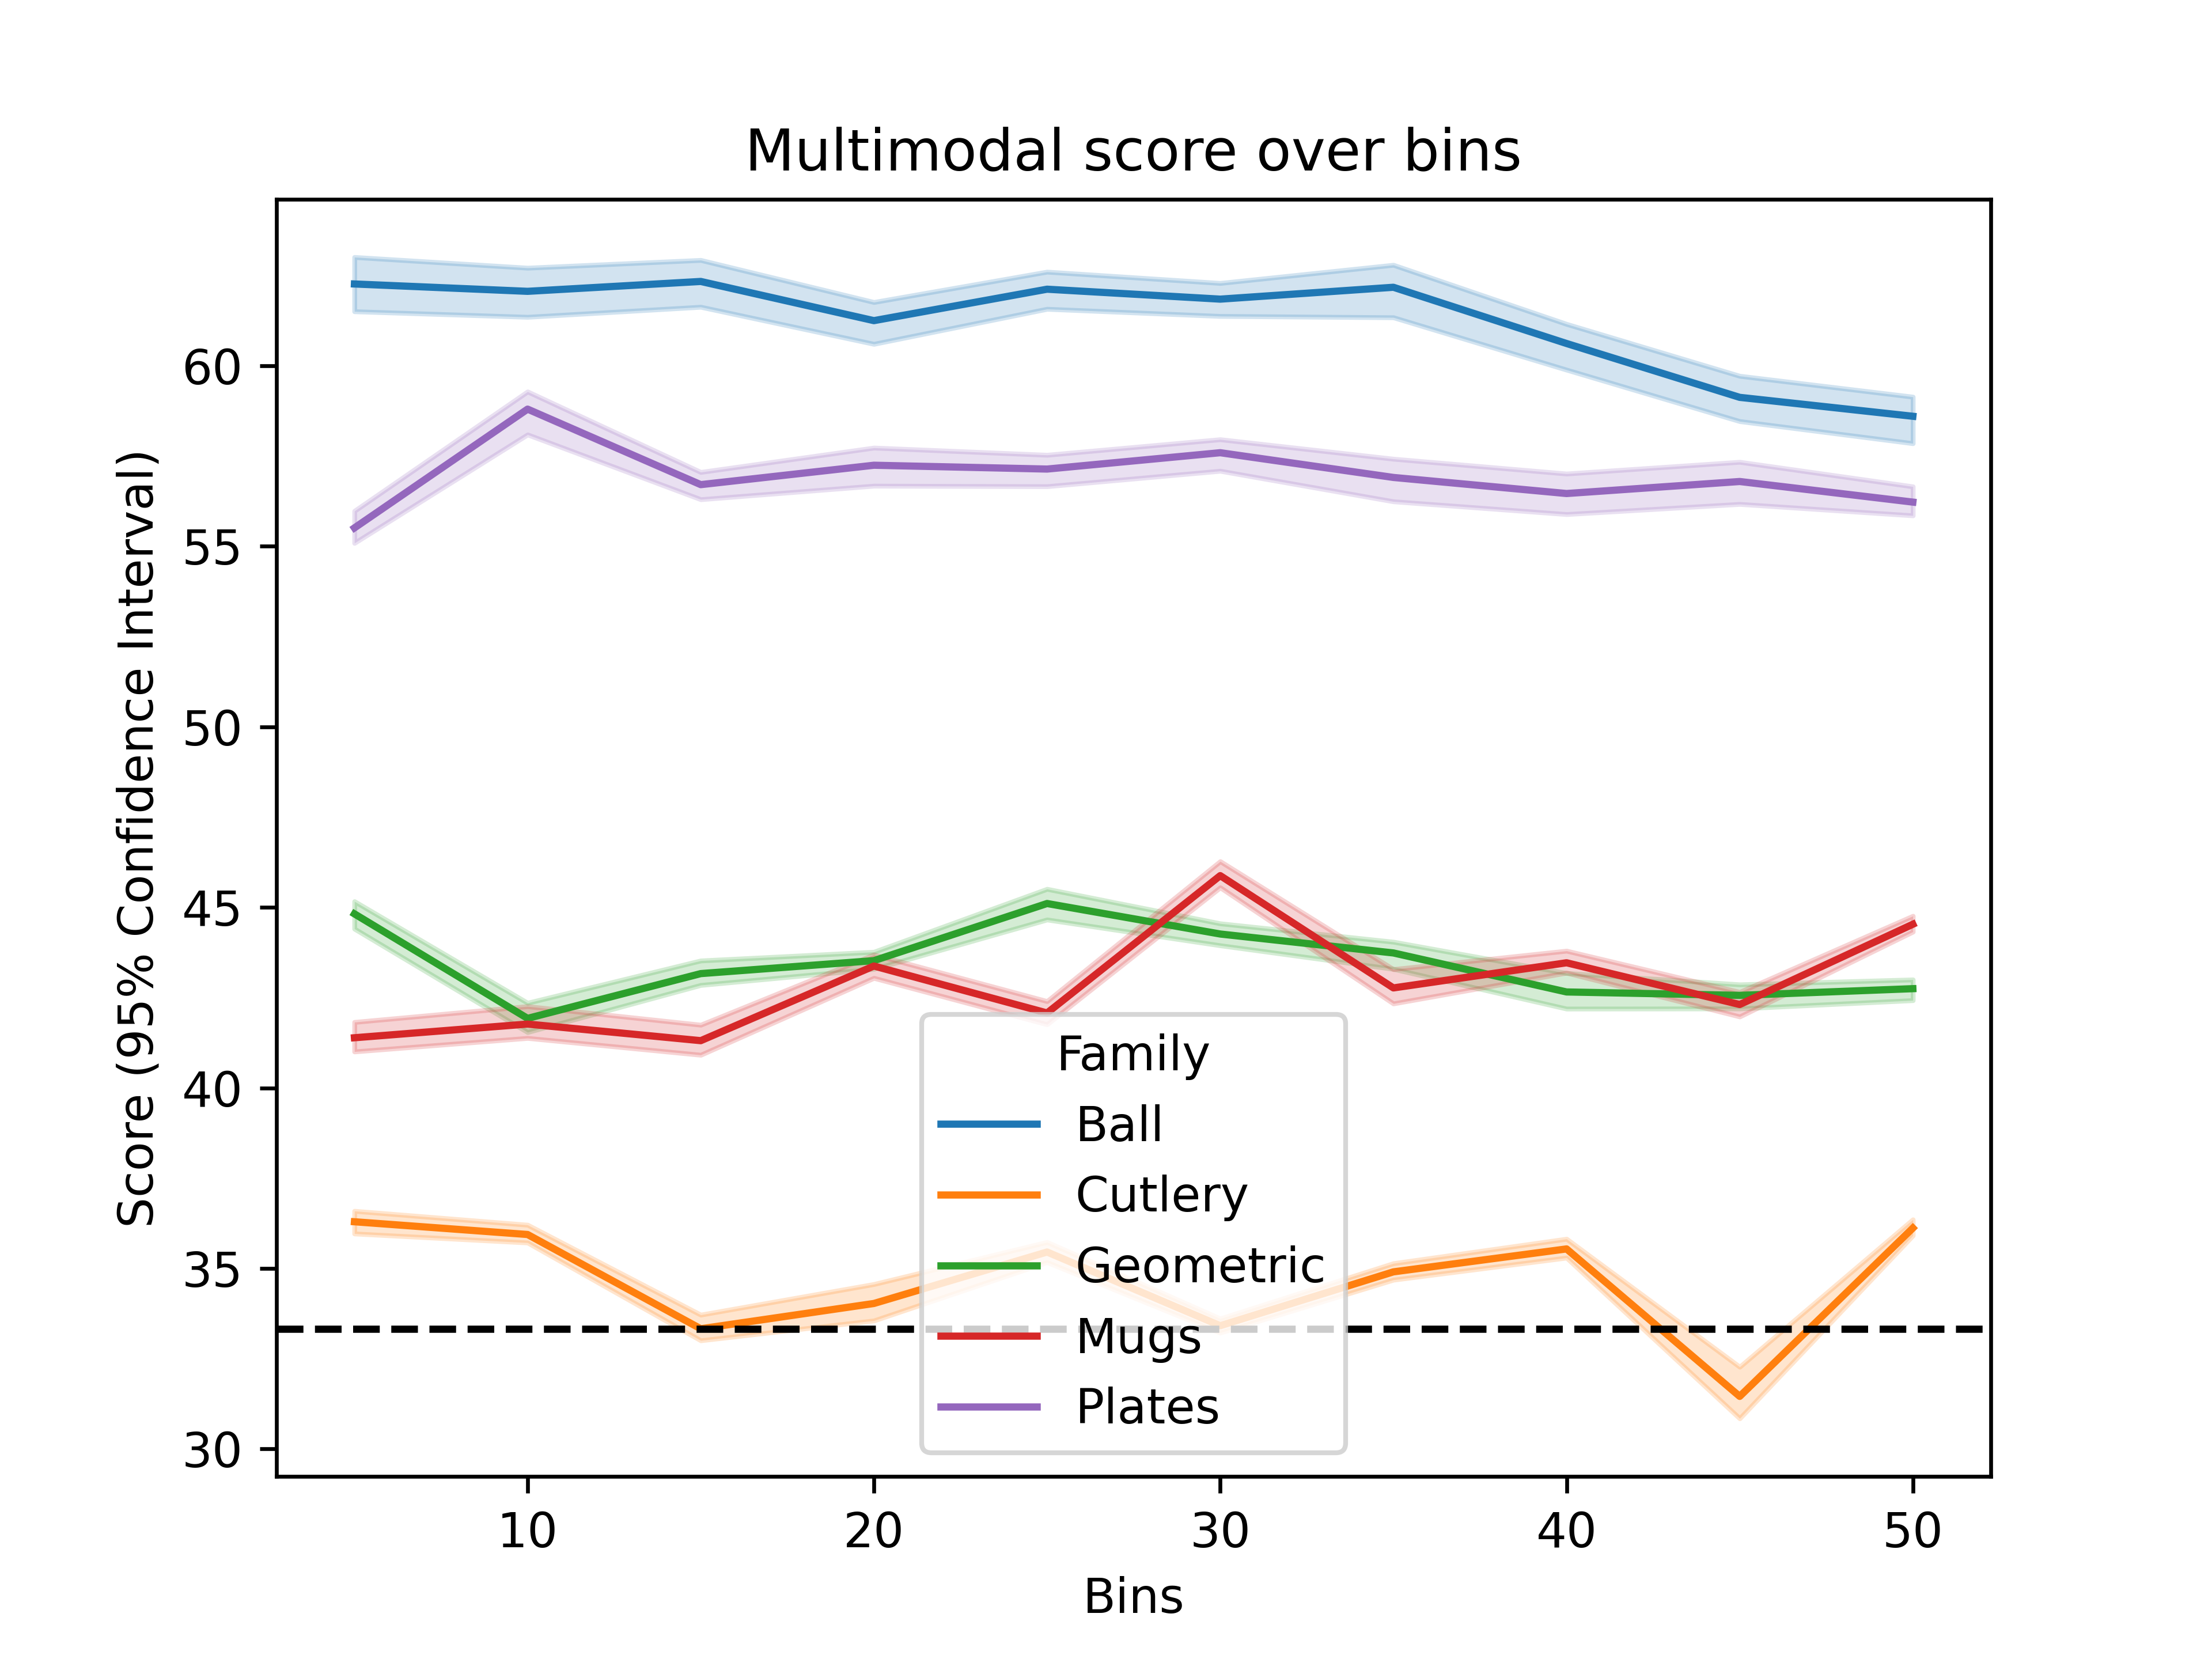 Multimodal score over bins
Score (95% Confidence Interval)
60
55
50
45
40
35
30
Family
Ball
Cutlery
Geometric
Mugs
Plates
10 20 30 40 50
Bins